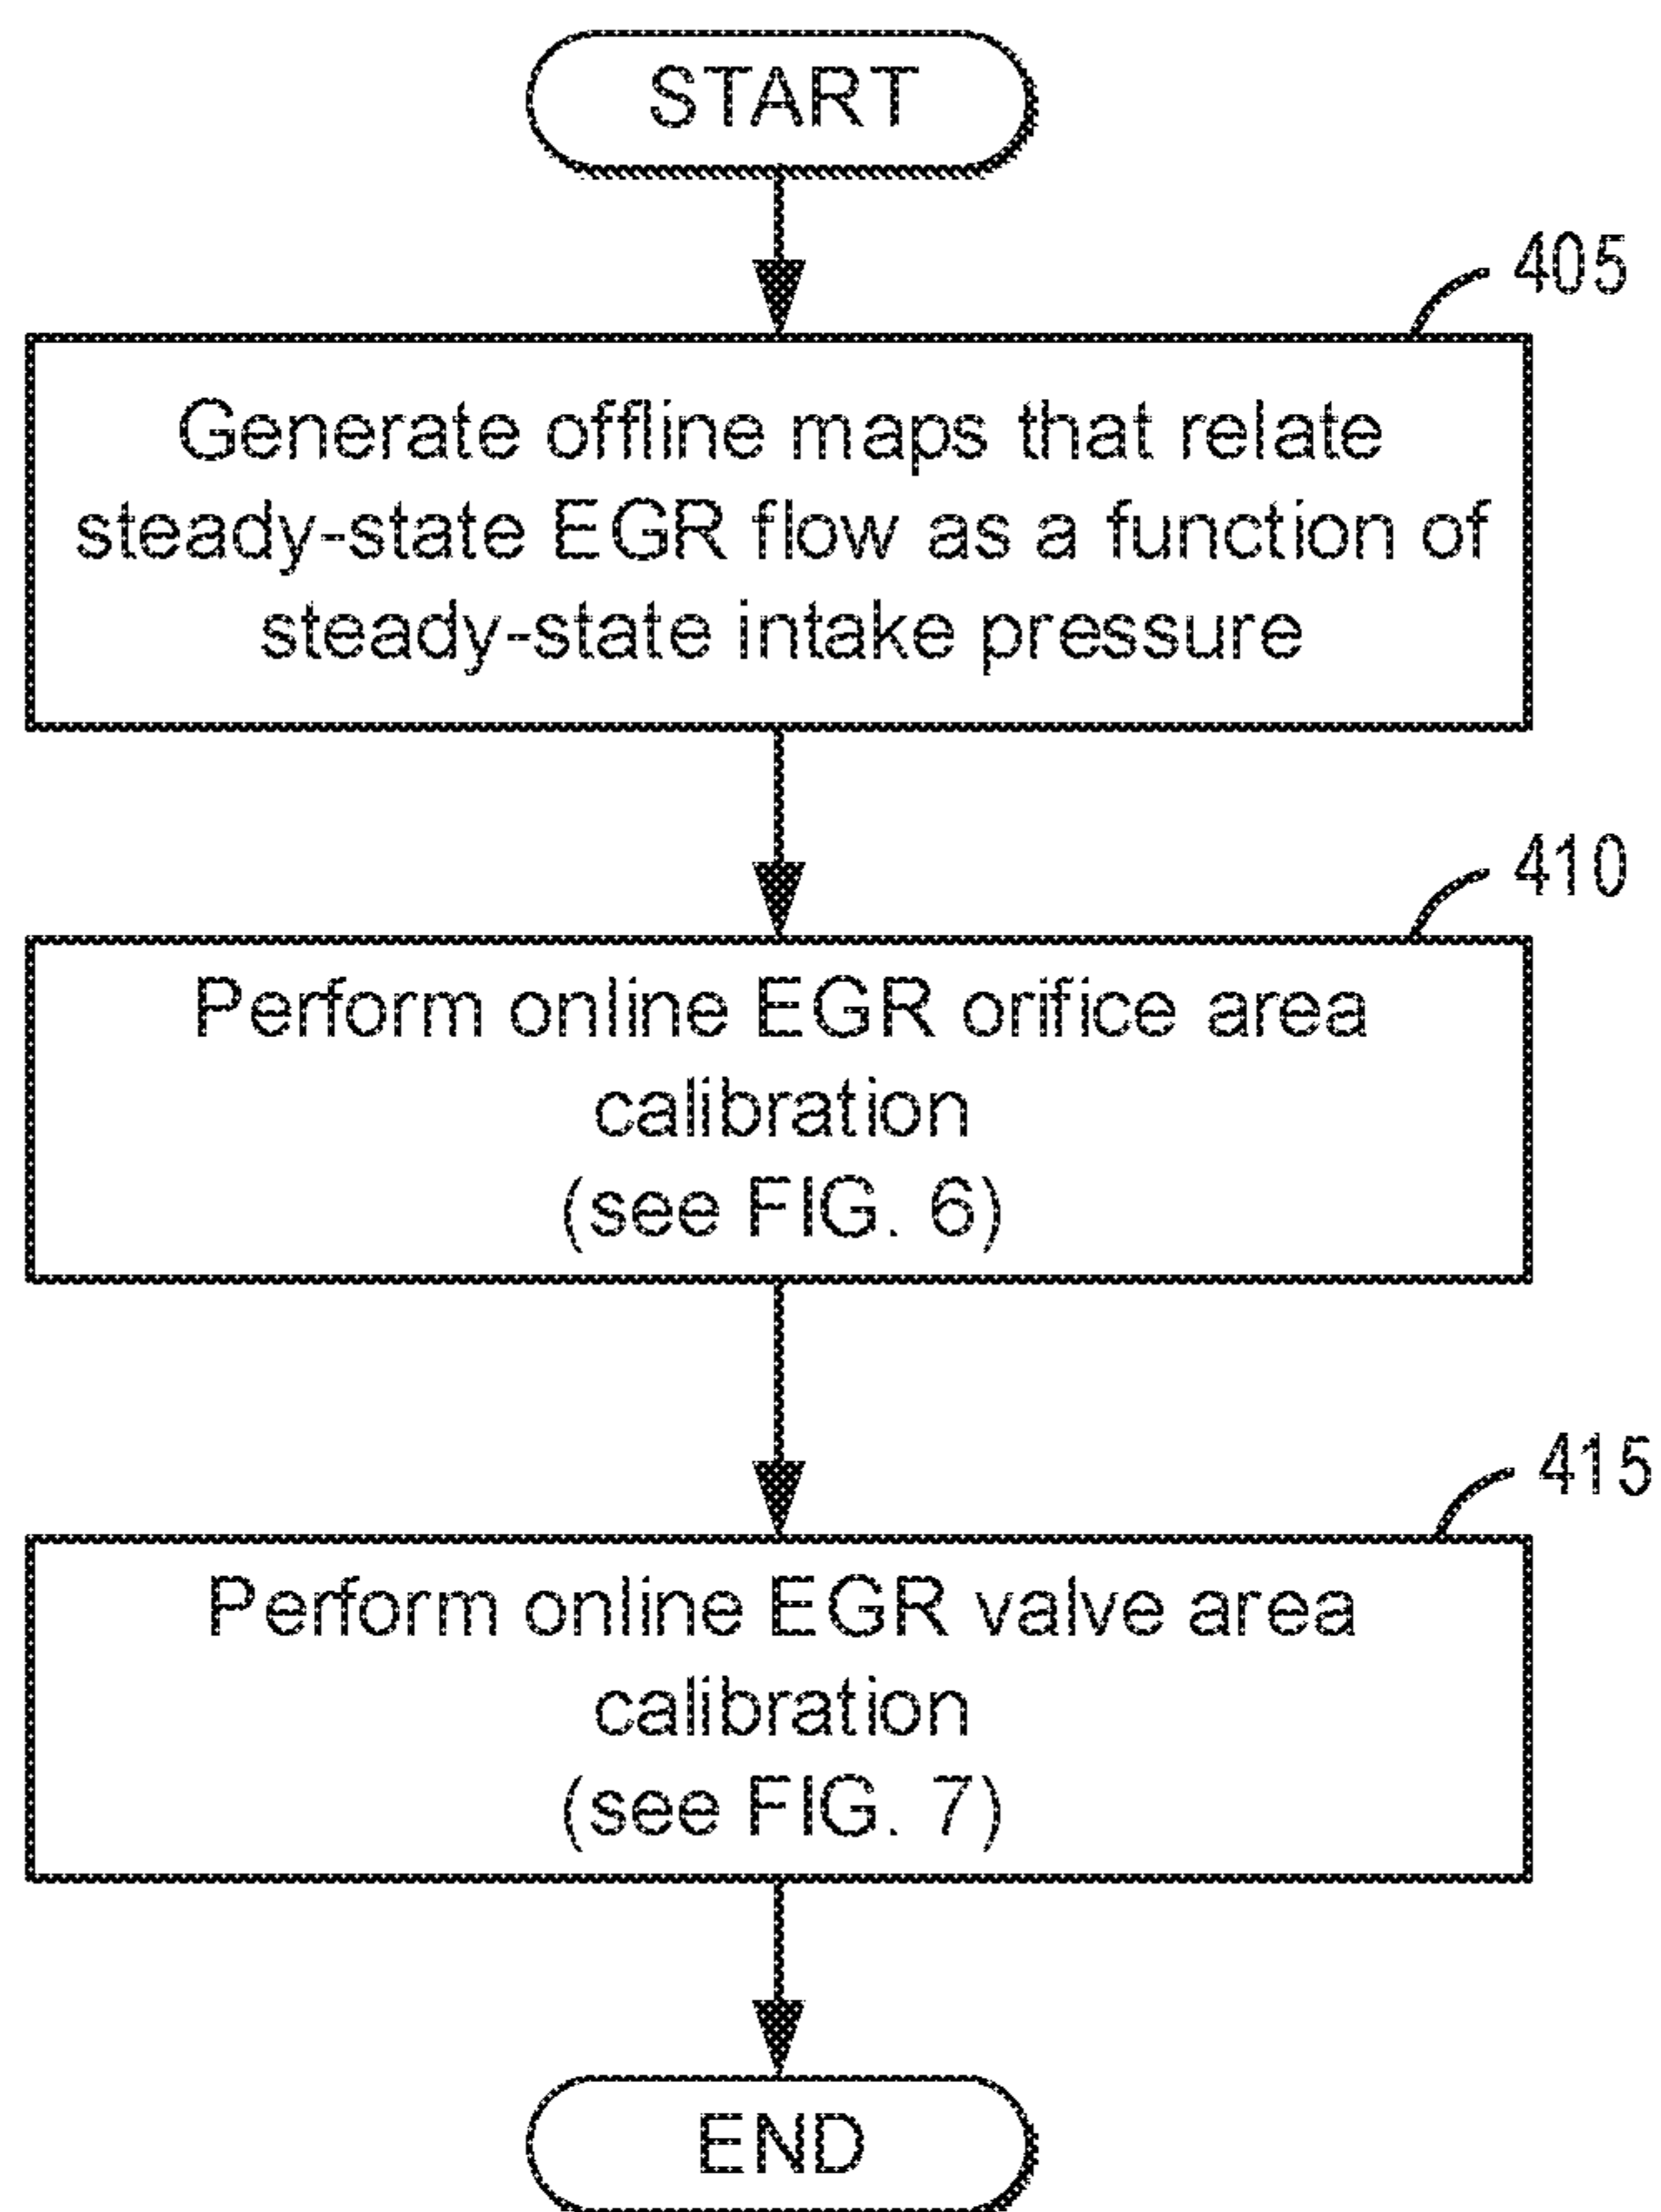 START
405
Generate offline maps that relate
steady-state EGR flow as a function of
steady-state intake pressure
410
Perform online EGR orifice area
calibration
(see FIG. 6)
415
Perform online EGR valve area
calibration
(see FIG. 7)
END